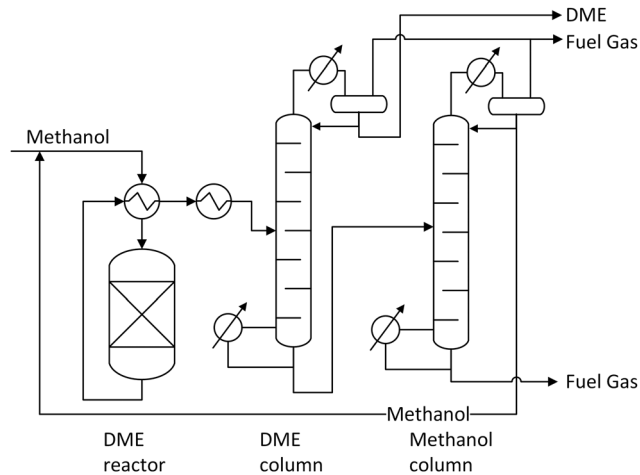 DME
Fuel Gas
Methanol
Fuel Gas
Methanol
DME
reactor
DME
column
Methanol
column